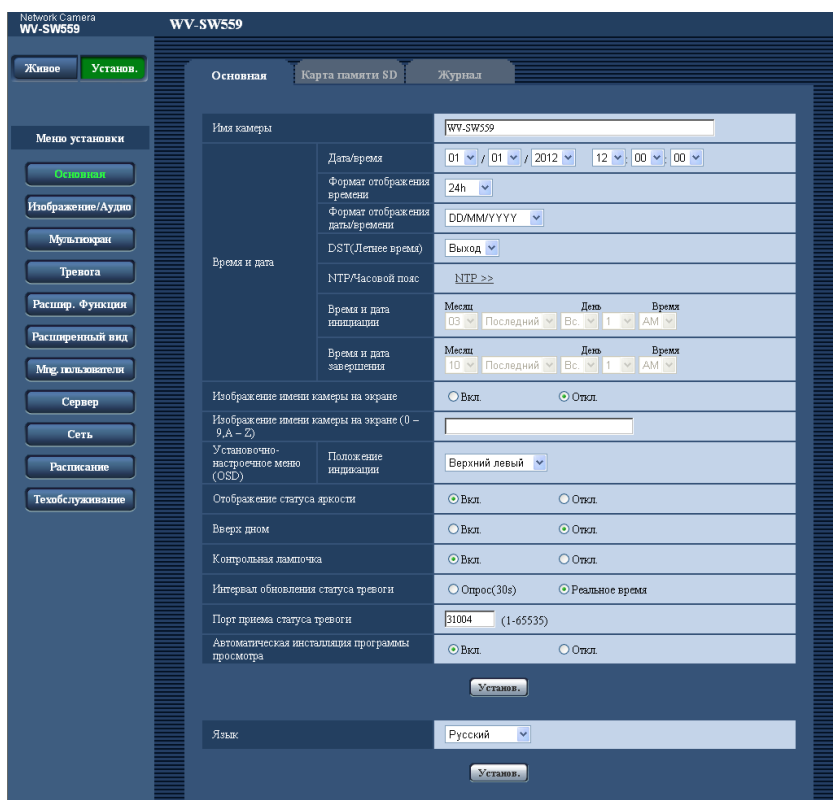 Network Camera
WV-SW559
WV-SW559
Живое Установ.
Меню установки
Основная
Изображение/Аудио
Мультиэкран
Тревога
Расшир. Функция
Расширенный вид
Mng. пользователя
Сервер
Сеть
Расписание
Техобслуживание
Основная Карта памяти SD Журнал
Имя камеры WV-SW559
Время и дата
Дата/время 01 / 01 / 2012 12 : 00 : 00
Формат отображения
времени
24h
Формат отображения
даты/времени
DD/MM/YYYY
DST(Летнее время) Выход
NTP/Часовой пояс NTP >>
Время и дата
инициации
Месяц День Время
03 Последний Вс. 1 AM
Время и дата
завершения
Месяц День Время
10 Последний Вс. 1 AM
Изображение имени камеры на экране Вкл. Откл.
Изображение имени камеры на экране (0 –
9,A – Z)
Установочно-
настроечное меню
(OSD)
Положение
индикации
Верхний левый
Отображение статуса яркости Вкл. Откл.
Вверх дном Вкл. Откл.
Контрольная лампочка Вкл. Откл.
Интервал обновления статуса тревоги Опрос(30s) Реальное время
Порт приема статуса тревоги 31004 (1-65535)
Автоматическая инсталляция программы
просмотра
Вкл. Откл.
Установ.
Язык Русский
Установ.